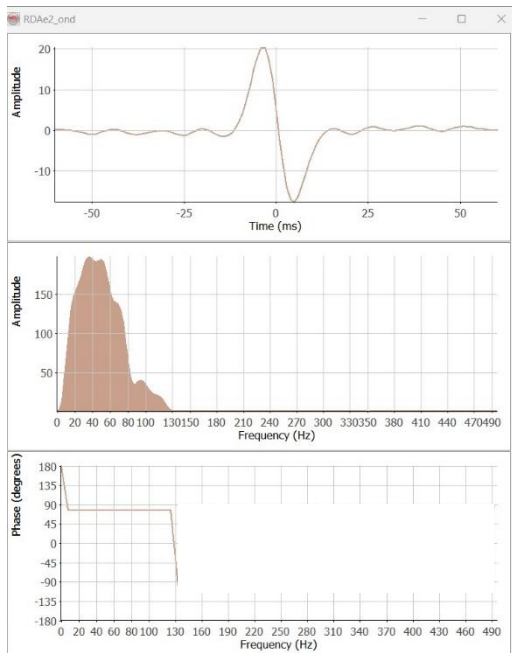 RDAe2_ond
Amplitude
20
10
0
-10
-50 -25 0 25 50
Time (ms)
Amplitude
150
100
50
0 20 40 60 80 100 130150 180 210 240 270 300 330350 380 410 440 470490
Frequency (Hz)
Phase (degrees)
180
135
90
45
0
-45
-90
-135
-180
0 20 40 60 80100 130 160 190 220 250 280 310 340 370 400 430 460 490
Frequency (Hz)